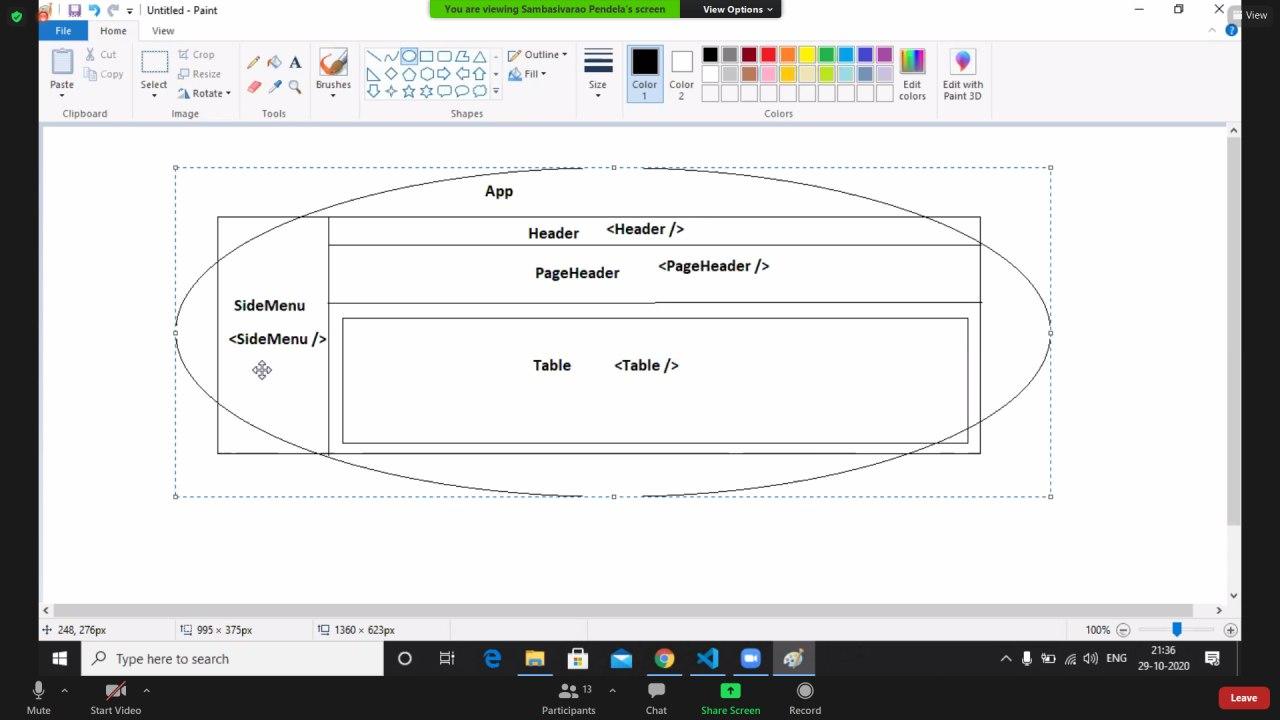 Untitled - Paint
You are viewing Sambasivarao Pendela's screen
View Options
View
File
Home
View
Paste
Cut
Copy
Clipboard
Select
Crop
Resize
Rotate
Image
A
Tools
Brushes
Outline
Fill
Shapes
Size
Color
1
Color
2
Edit
colors
Colors
Edit with
Paint 3D
App
Header
<Header />
PageHeader
<PageHeader />
SideMenu
<SideMenu />
Table
<Table />
248, 276px
995 × 375px
1360 × 623px
100%
Type here to search
ENG
21:36
29-10-2020
Mute
Start Video
Participants
13
Chat
Share Screen
Record
Leave